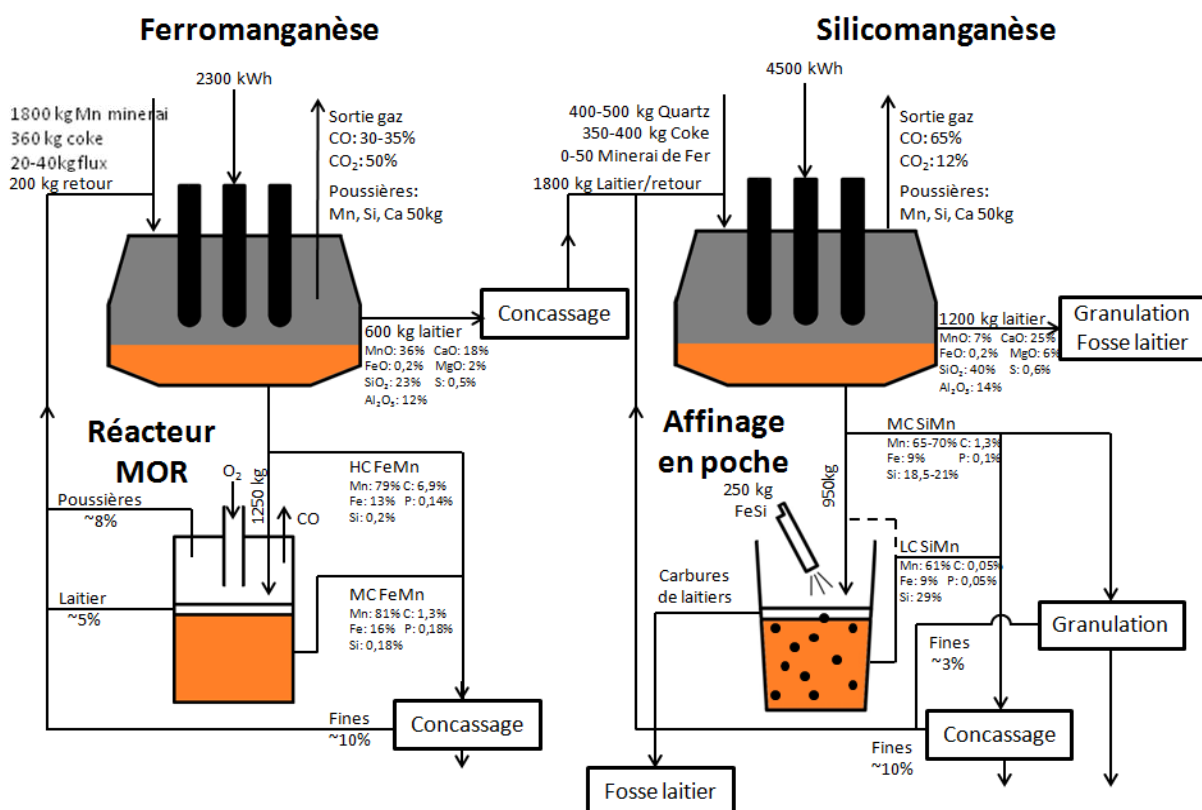 Ferromanganèse
2300 kWh
1800 kg Mn minerai
360 kg coke
20-40kg flux
200 kg retour
Sortie gaz
CO: 30-35%
CO₂: 50%
Poussières:
Mn, Si, Ca 50kg
600 kg laitier
MnO: 36% CaO: 18%
FeO: 0,2% MgO: 2%
SiO₂: 23% S: 0,5%
Al₂O₃: 12%
Concassage
Réacteur
MOR
O₂
CO
1250 kg
Poussières
~8%
Laitier
~5%
HC FeMn
Mn: 79% C: 6,9%
Fe: 13% P: 0,14%
Si: 0,2%
MC FeMn
Mn: 81% C: 1,3%
Fe: 16% P: 0,18%
Si: 0,18%
Fines
~10%
Concassage
Silicomanganèse
4500 kWh
400-500 kg Quartz
350-400 kg Coke
0-50 Minerai de Fer
1800 kg Laitier/retour
Sortie gaz
CO: 65%
CO₂: 12%
Poussières:
Mn, Si, Ca 50kg
1200 kg laitier
MnO: 7% CaO: 25%
FeO: 0,2% MgO: 6%
SiO₂: 40% S: 0,6%
Al₂O₃: 14%
Granulation
Fosse laitier
Affinage
en poche
250 kg
FeSi
950kg
MC SiMn
Mn: 65-70% C: 1,3%
Fe: 9% P: 0,1%
Si: 18,5-21%
LC SiMn
Mn: 61% C: 0,05%
Fe: 9% P: 0,05%
Si: 29%
Carbures
de laitiers
Granulation
Fines
~3%
Concassage
Fines
~10%
Fosse laitier